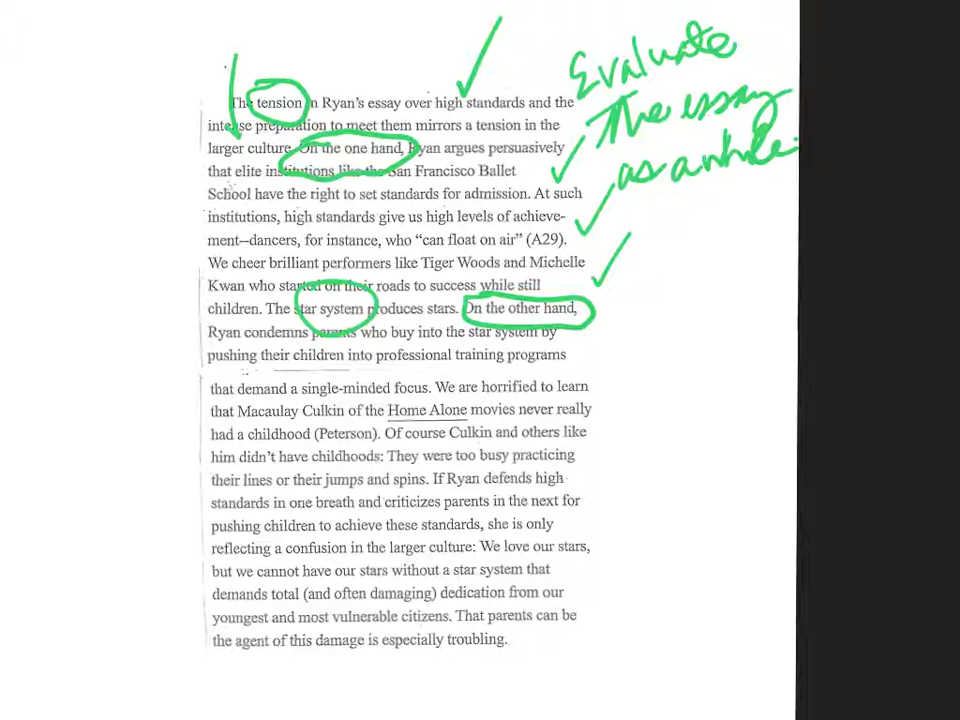 Evaluate
The essay
as a whole.
The tension in Ryan's essay over high standards and the
intense preparation to meet them mirrors a tension in the
larger culture. On the one hand, Ryan argues persuasively
that elite institutions like the San Francisco Ballet
School have the right to set standards for admission. At such
institutions, high standards give us high levels of achieve-
ment--dancers, for instance, who “can float on air” (A29).
We cheer brilliant performers like Tiger Woods and Michelle
Kwan who started on their roads to success while still
children. The star system produces stars. On the other hand,
Ryan condemns parents who buy into the star system by
pushing their children into professional training programs
that demand a single-minded focus. We are horrified to learn
that Macaulay Culkin of the Home Alone movies never really
had a childhood (Peterson). Of course Culkin and others like
him didn't have childhoods: They were too busy practicing
their lines or their jumps and spins. If Ryan defends high
standards in one breath and criticizes parents in the next for
pushing children to achieve these standards, she is only
reflecting a confusion in the larger culture: We love our stars,
but we cannot have our stars without a star system that
demands total (and often damaging) dedication from our
youngest and most vulnerable citizens. That parents can be
the agent of this damage is especially troubling.